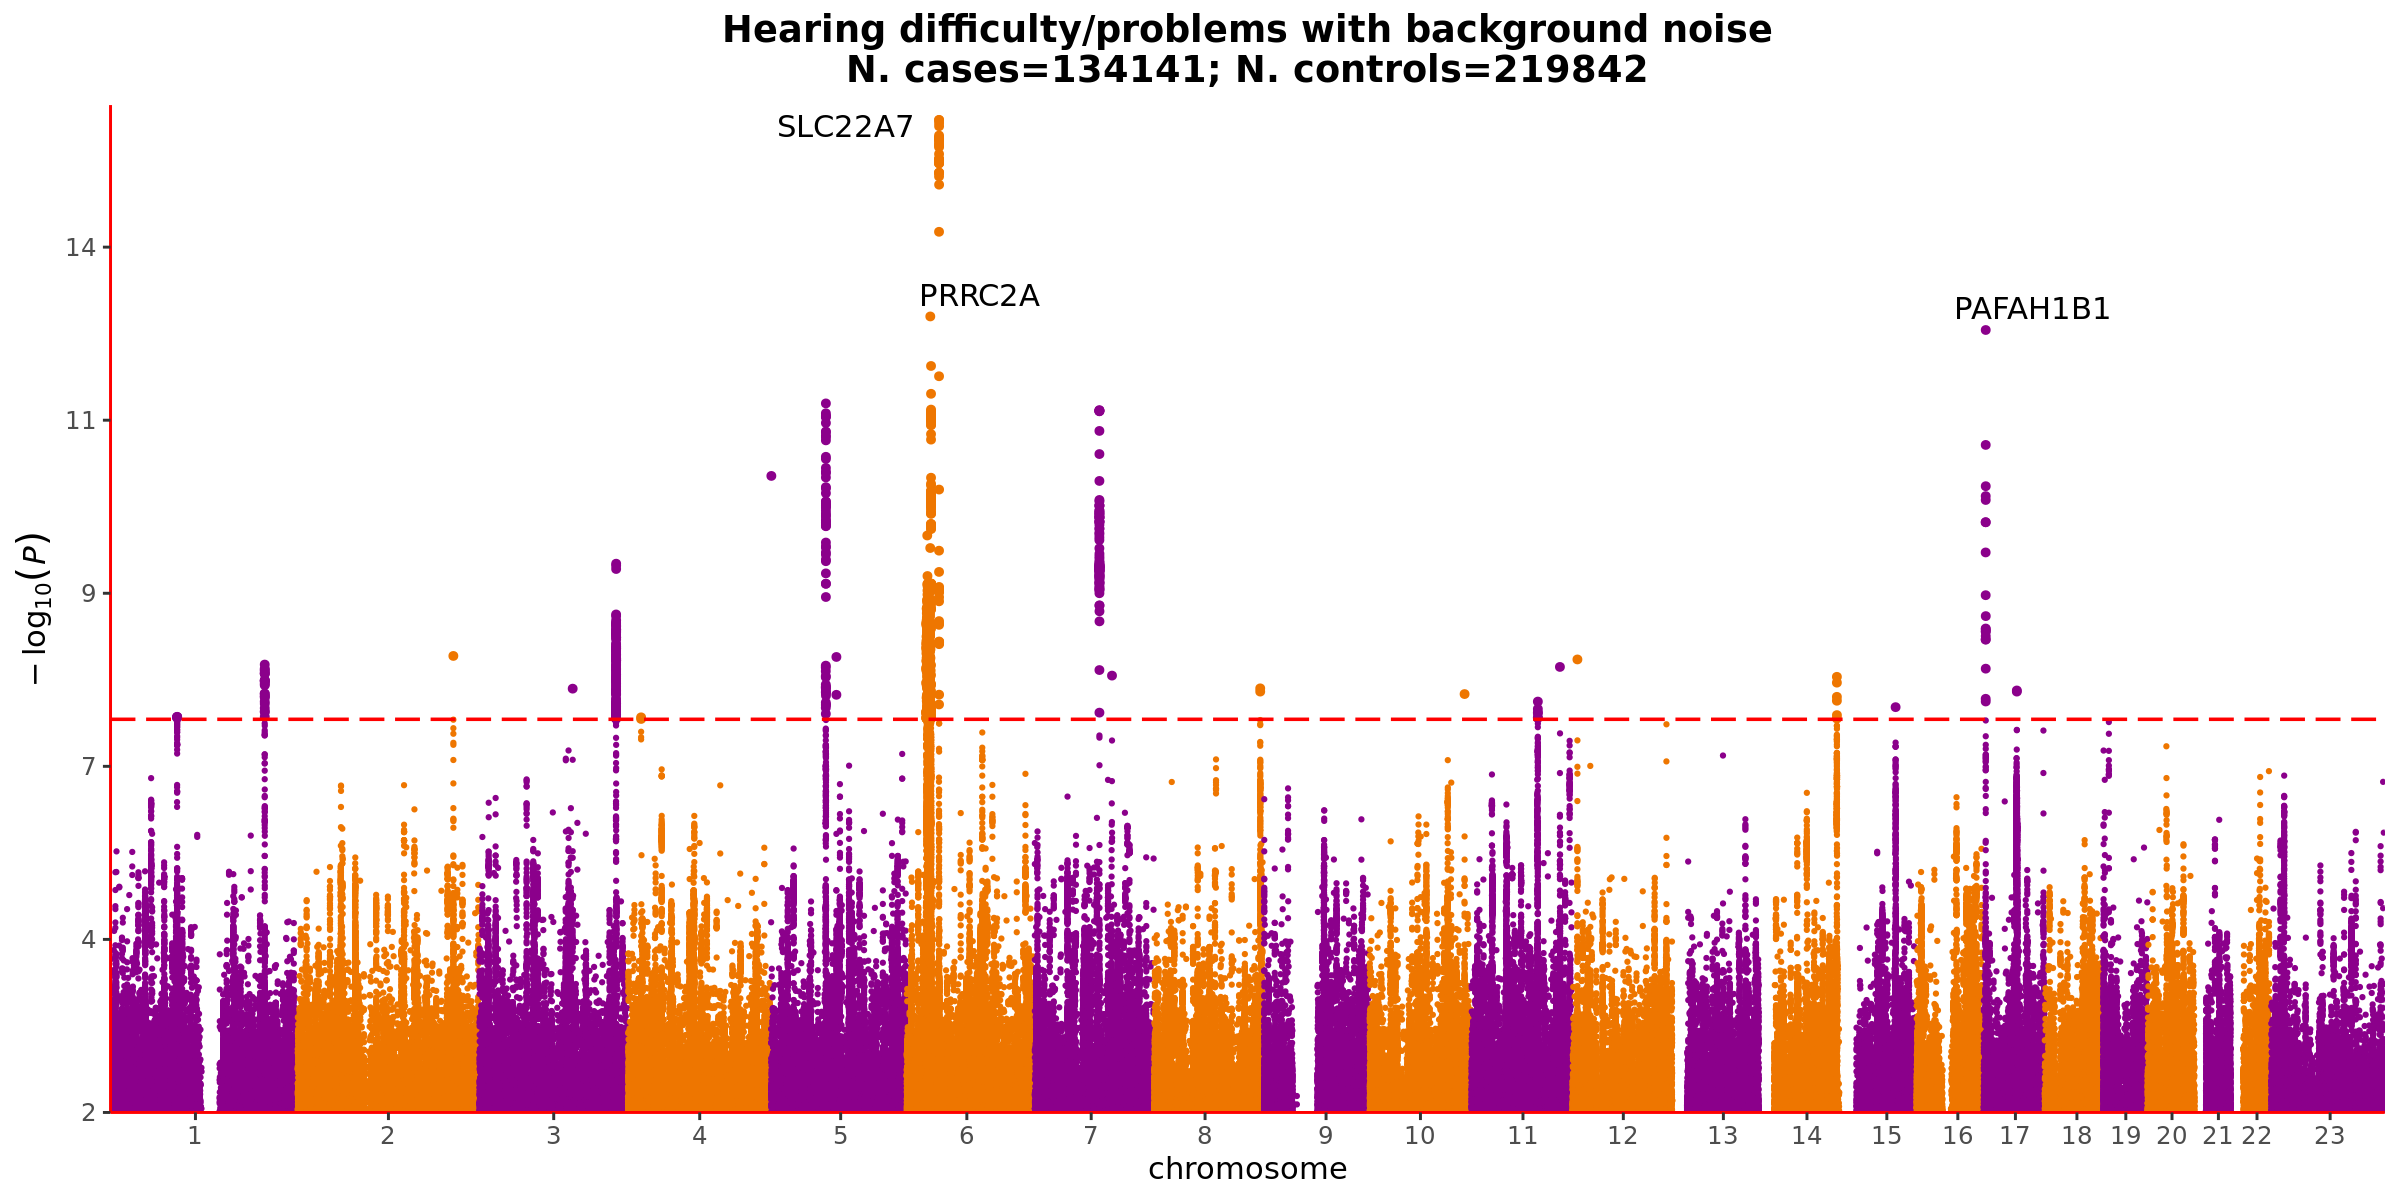 Hearing difficulty/problems with background noise
N. cases=134141; N. controls=219842
SLC22A7
PRRC2A
PAFAH1B1
14
11
9
7
4
2
−log10(P)
1 2 3 4 5 6 7 8 9 10 11 12 13 14 15 16 17 18 19 20 21 22 23
chromosome